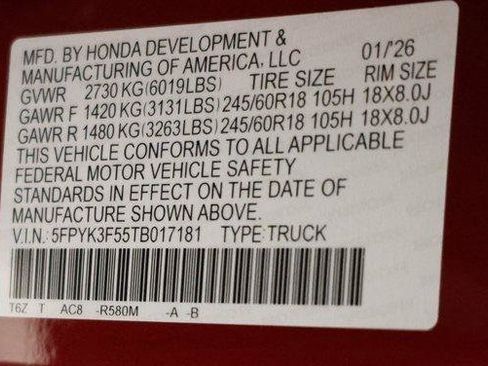 MFD. BY HONDA DEVELOPMENT &
MANUFACTURING OF AMERICA, LLC 01/26
GVWR 2730 KG(6019LBS) TIRE SIZE RIM SIZE
GAWR F 1420 KG(3131LBS) 245/60R18 105H 18X8.0J
GAWR R 1480 KG(3263LBS) 245/60R18 105H 18X8.0J
THIS VEHICLE CONFORMS TO ALL APPLICABLE
FEDERAL MOTOR VEHICLE SAFETY
STANDARDS IN EFFECT ON THE DATE OF
MANUFACTURE SHOWN ABOVE.
V.I.N.: 5FPYK3F55TB017181 TYPE:TRUCK
T6Z T AC8 -R580M -A -B